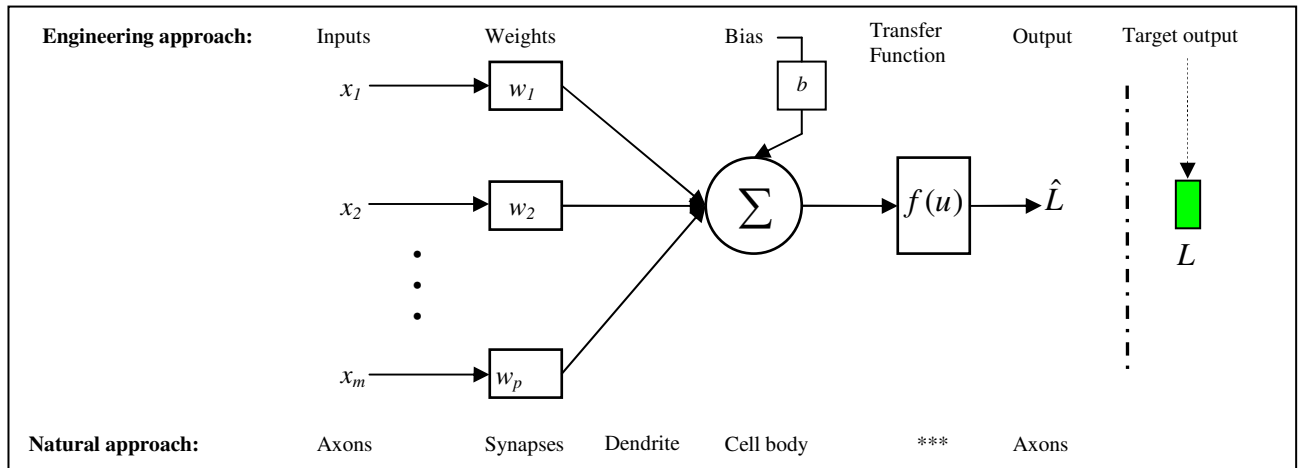 Engineering approach: Inputs Weights Bias Transfer Function Output Target output
x1 w1 b
x2 w2 Σ f(u) L̂
L
xm wp
Natural approach: Axons Synapses Dendrite Cell body *** Axons